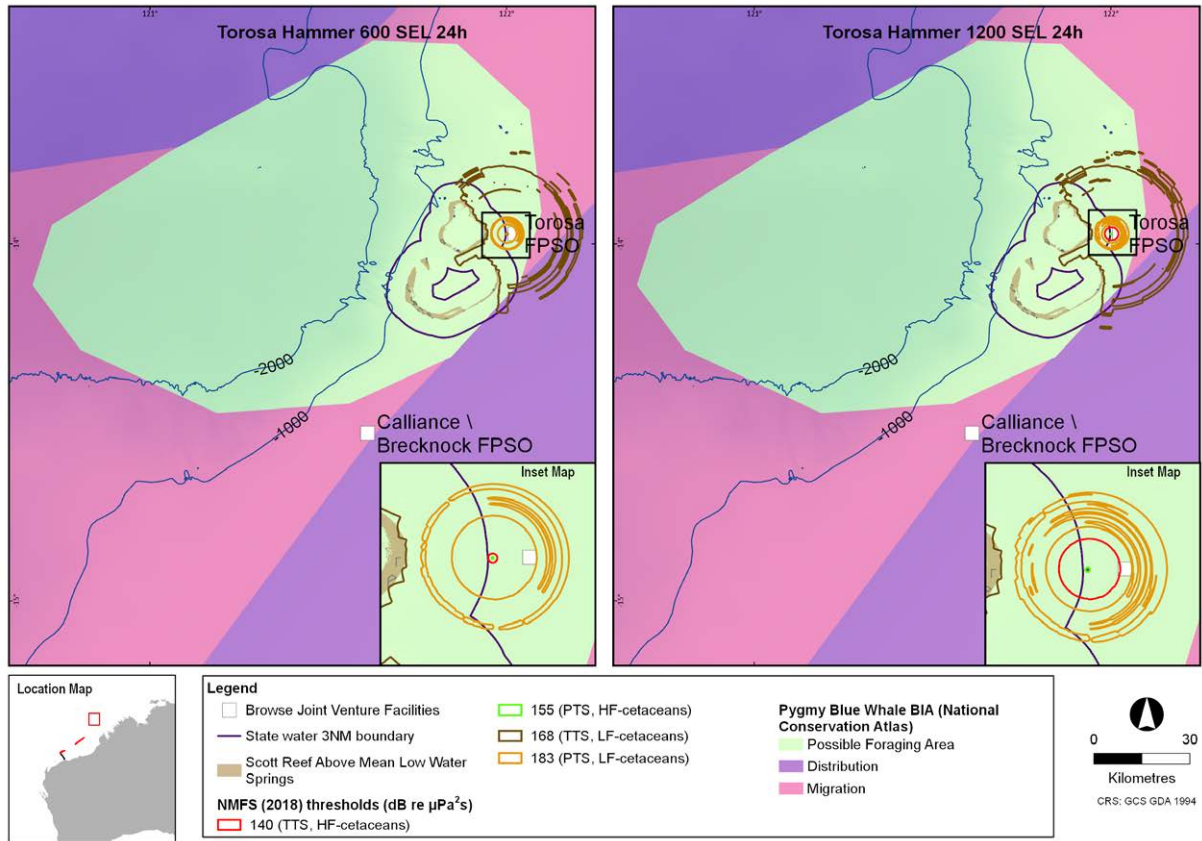 Torosa Hammer 600 SEL 24h
121°
122°
14°
15°
Torosa
FPSO
-2000
-1000
Calliance \
Brecknock FPSO
Inset Map
Torosa Hammer 1200 SEL 24h
121°
122°
14°
15°
Torosa
FPSO
-2000
-1000
Calliance \
Brecknock FPSO
Inset Map
Location Map
Legend
Browse Joint Venture Facilities
State water 3NM boundary
Scott Reef Above Mean Low Water
Springs
NMFS (2018) thresholds (dB re µPa²s)
140 (TTS, HF-cetaceans)
155 (PTS, HF-cetaceans)
168 (TTS, LF-cetaceans)
183 (PTS, LF-cetaceans)
Pygmy Blue Whale BIA (National
Conservation Atlas)
Possible Foraging Area
Distribution
Migration
0 30
Kilometres
CRS: GCS GDA 1994